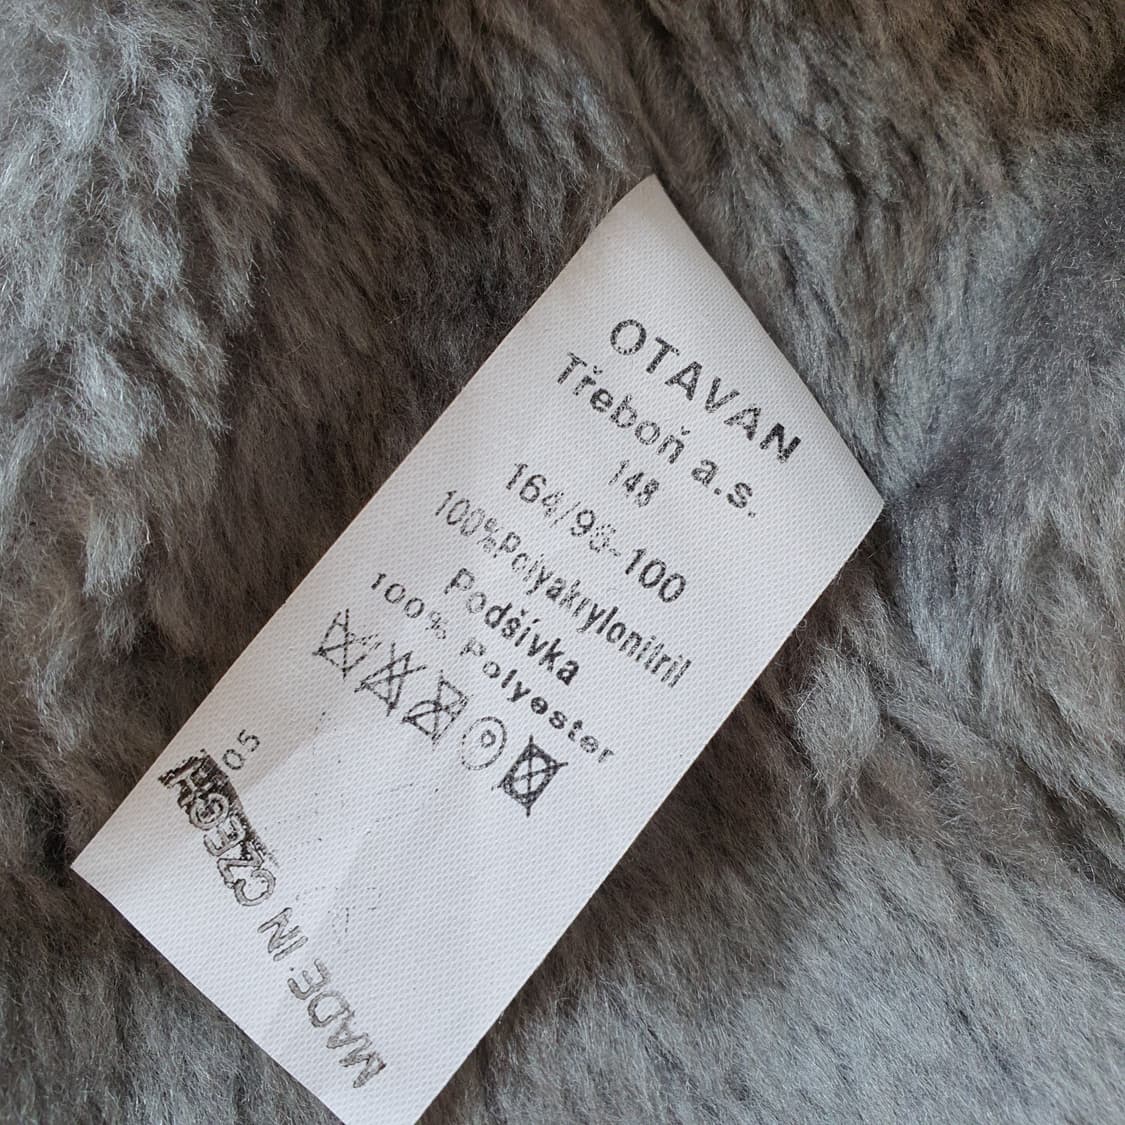 OTAVAN
Třeboň a.s.
148
164/96-100
100%Polyakrylonitril
Podšívka
100% Polyester
P
05
MADE IN CZECH